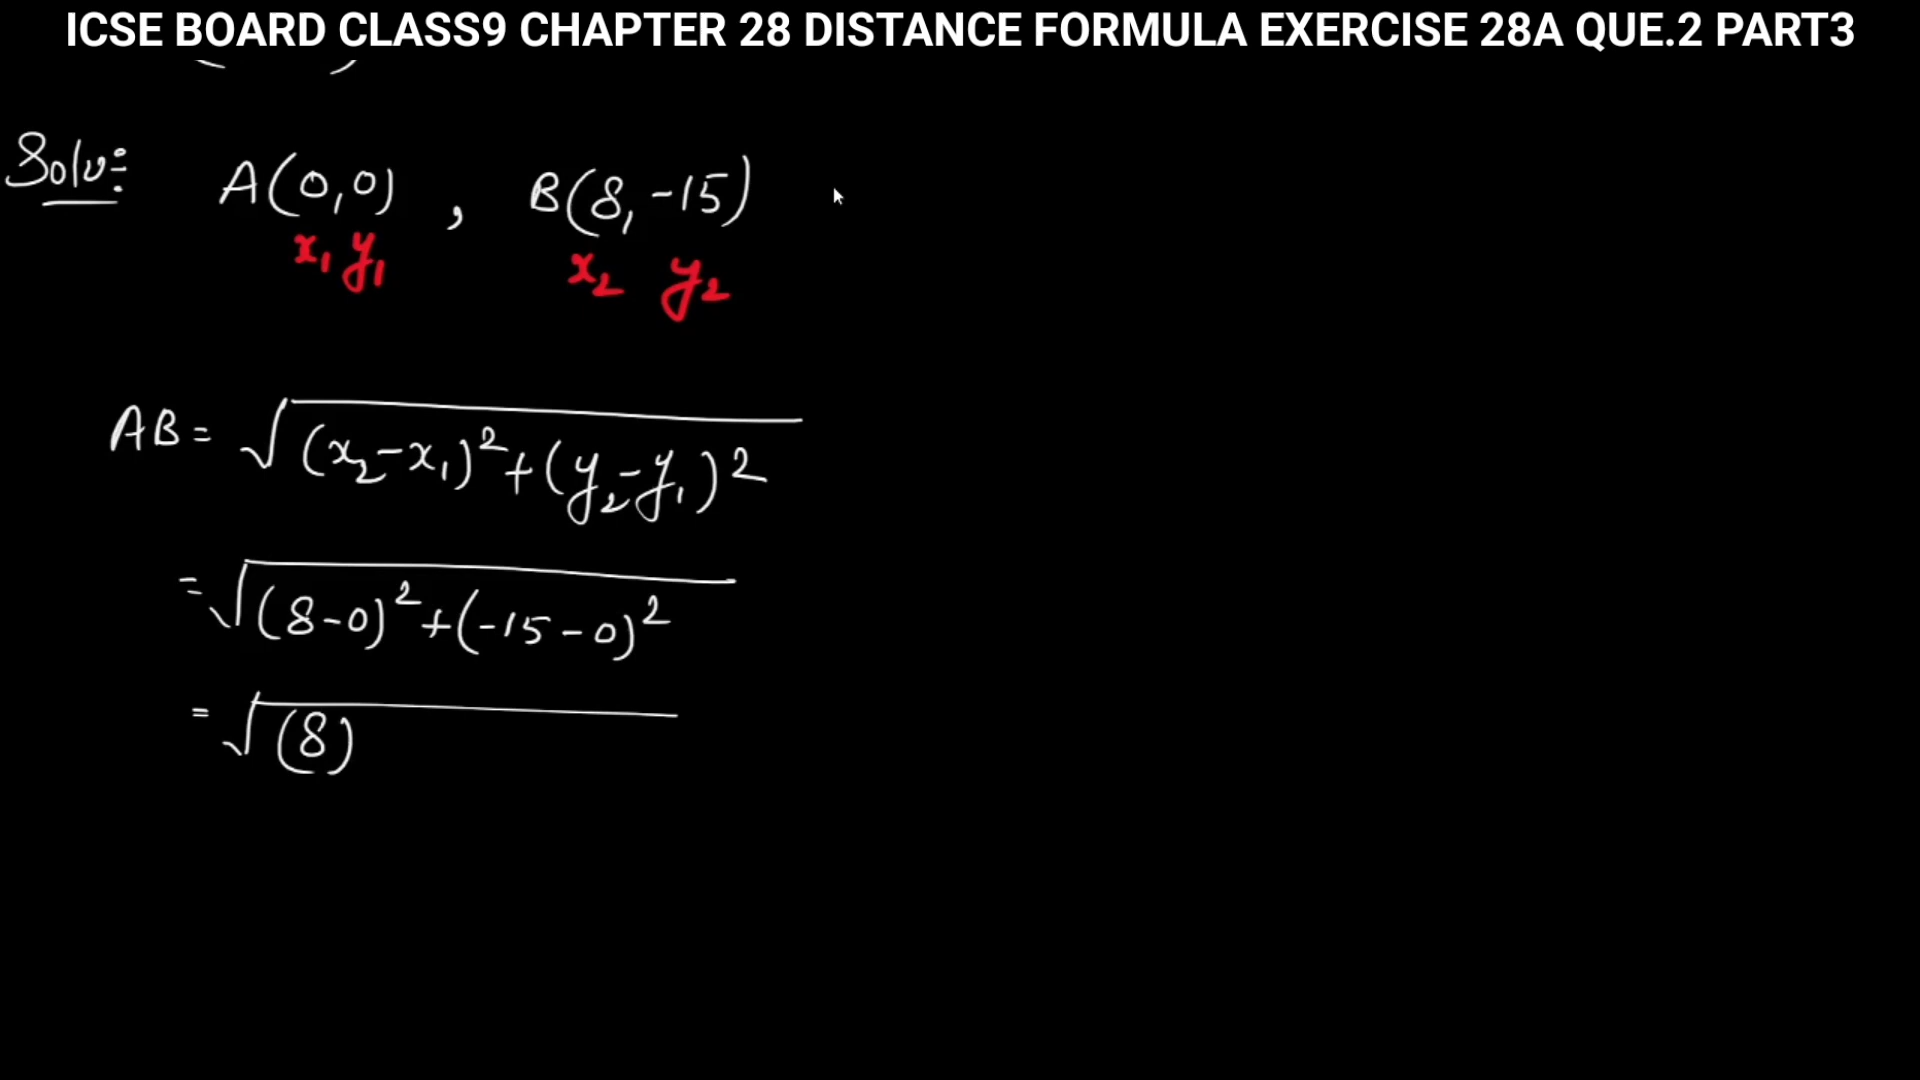 ICSE BOARD CLASS9 CHAPTER 28 DISTANCE FORMULA EXERCISE 28A QUE.2 PART3
Solu: A(0,0) , B(8,-15)
x₁ y₁ x₂ y₂
AB = √(x₂-x₁)²+(y₂-y₁)²
= √(8-0)²+(-15-0)²
= √(8)